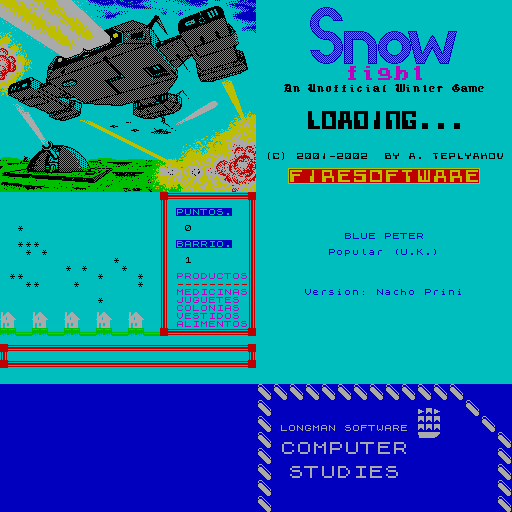 Snow
fight
An Unofficial Winter Game
LOADING...
(C) 2001-2002 BY A. TEPLYAKOV
FIRESOFTWARE
PUNTOS.
0
BARRIO.
1
PRODUCTOS
MEDICINAS
JUGUETES
COLONIAS
VESTIDOS
ALIMENTOS
BLUE PETER
Popular (U.K.)
Version: Nacho Prini
LONGMAN SOFTWARE
COMPUTER
STUDIES